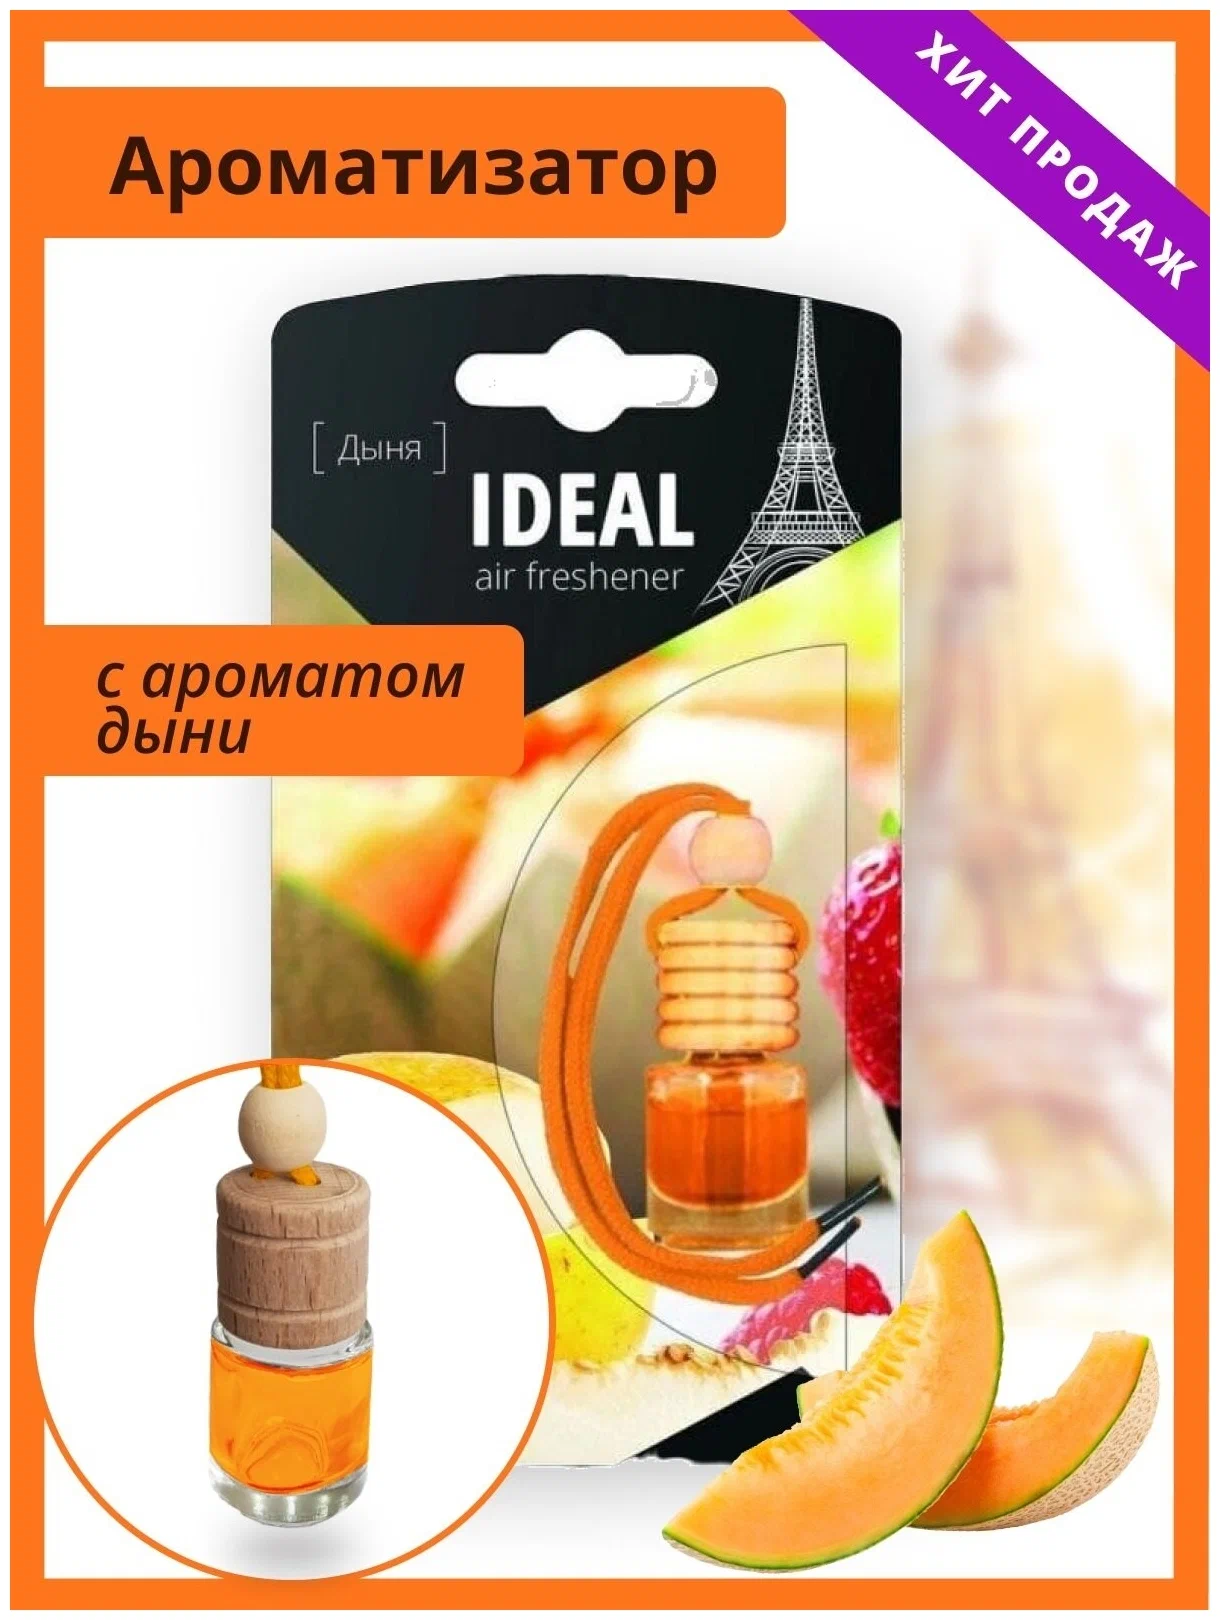 ХИТ ПРОДАЖ
Ароматизатор
[ Дыня ]
IDEAL
air freshener
с ароматом
дыни